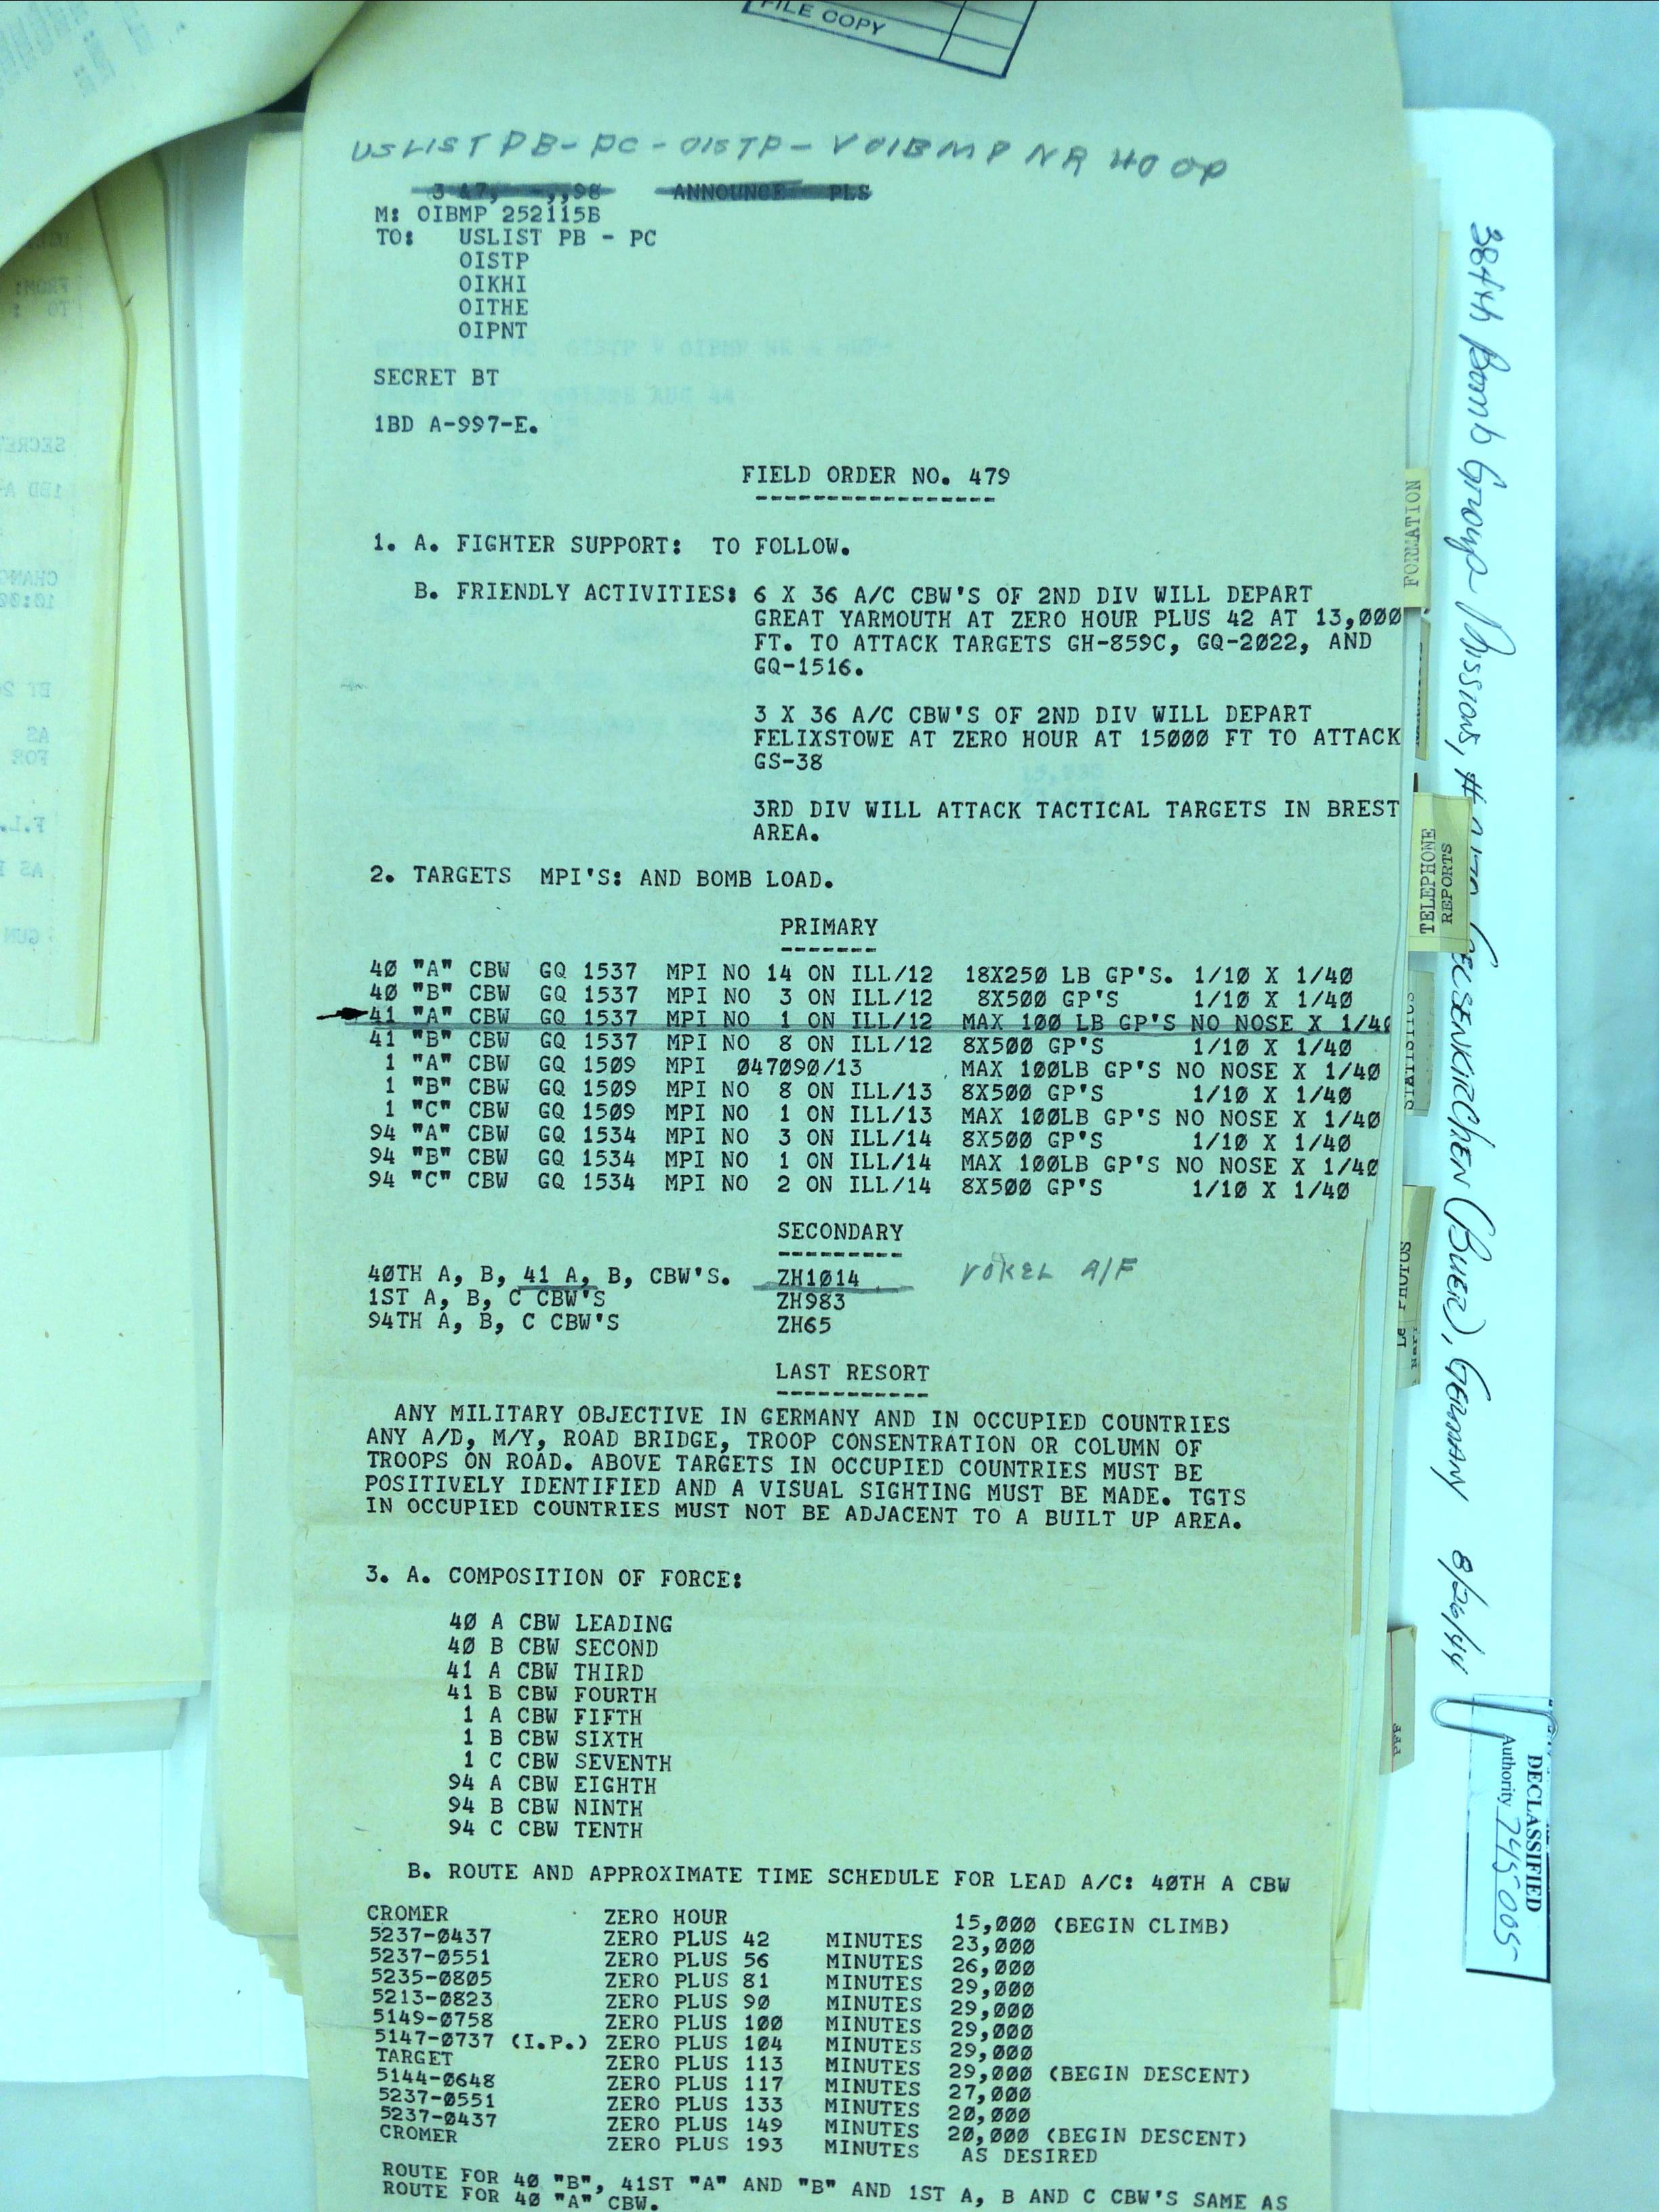 FILE COPY
USLIST PB - PC - OISTP - V OIBMP NR 40 OP
ANNOUNCE PLS
M: OIBMP 252115B
TO: USLIST PB - PC
OISTP
OIKHI
OITHE
OIPNT
SECRET BT
1BD A-997-E.
FIELD ORDER NO. 479
1. A. FIGHTER SUPPORT: TO FOLLOW.
B. FRIENDLY ACTIVITIES: 6 X 36 A/C CBW'S OF 2ND DIV WILL DEPART
GREAT YARMOUTH AT ZERO HOUR PLUS 42 AT 13,000
FT. TO ATTACK TARGETS GH-859C, GQ-2022, AND
GQ-1516.
3 X 36 A/C CBW'S OF 2ND DIV WILL DEPART
FELIXSTOWE AT ZERO HOUR AT 15000 FT TO ATTACK
GS-38
3RD DIV WILL ATTACK TACTICAL TARGETS IN BREST
AREA.
2. TARGETS MPI'S: AND BOMB LOAD.
PRIMARY
40 "A" CBW GQ 1537 MPI NO 14 ON ILL/12 18X250 LB GP'S. 1/10 X 1/40
40 "B" CBW GQ 1537 MPI NO 3 ON ILL/12 8X500 GP'S 1/10 X 1/40
41 "A" CBW GQ 1537 MPI NO 1 ON ILL/12 MAX 100 LB GP'S NO NOSE X 1/40
41 "B" CBW GQ 1537 MPI NO 8 ON ILL/12 8X500 GP'S 1/10 X 1/40
1 "A" CBW GQ 1509 MPI 047090/13 MAX 100LB GP'S NO NOSE X 1/40
1 "B" CBW GQ 1509 MPI NO 8 ON ILL/13 8X500 GP'S 1/10 X 1/40
1 "C" CBW GQ 1509 MPI NO 1 ON ILL/13 MAX 100LB GP'S NO NOSE X 1/40
94 "A" CBW GQ 1534 MPI NO 3 ON ILL/14 8X500 GP'S 1/10 X 1/40
94 "B" CBW GQ 1534 MPI NO 1 ON ILL/14 MAX 100LB GP'S NO NOSE X 1/40
94 "C" CBW GQ 1534 MPI NO 2 ON ILL/14 8X500 GP'S 1/10 X 1/40
SECONDARY
40TH A, B, 41 A, B, CBW'S. ZH1014 VOKEL A/F
1ST A, B, C CBW'S ZH983
94TH A, B, C CBW'S ZH65
LAST RESORT
ANY MILITARY OBJECTIVE IN GERMANY AND IN OCCUPIED COUNTRIES
ANY A/D, M/Y, ROAD BRIDGE, TROOP CONSENTRATION OR COLUMN OF
TROOPS ON ROAD. ABOVE TARGETS IN OCCUPIED COUNTRIES MUST BE
POSITIVELY IDENTIFIED AND A VISUAL SIGHTING MUST BE MADE. TGTS
IN OCCUPIED COUNTRIES MUST NOT BE ADJACENT TO A BUILT UP AREA.
3. A. COMPOSITION OF FORCE:
40 A CBW LEADING
40 B CBW SECOND
41 A CBW THIRD
41 B CBW FOURTH
1 A CBW FIFTH
1 B CBW SIXTH
1 C CBW SEVENTH
94 A CBW EIGHTH
94 B CBW NINTH
94 C CBW TENTH
B. ROUTE AND APPROXIMATE TIME SCHEDULE FOR LEAD A/C: 40TH A CBW
CROMER ZERO HOUR 15,000 (BEGIN CLIMB)
5237-0437 ZERO PLUS 42 MINUTES 23,000
5237-0551 ZERO PLUS 56 MINUTES 26,000
5235-0805 ZERO PLUS 81 MINUTES 29,000
5213-0823 ZERO PLUS 90 MINUTES 29,000
5149-0758 ZERO PLUS 100 MINUTES 29,000
5147-0737 (I.P.) ZERO PLUS 104 MINUTES 29,000
TARGET ZERO PLUS 113 MINUTES 29,000 (BEGIN DESCENT)
5144-0648 ZERO PLUS 117 MINUTES 27,000
5237-0551 ZERO PLUS 133 MINUTES 20,000
5237-0437 ZERO PLUS 149 MINUTES 20,000 (BEGIN DESCENT)
CROMER ZERO PLUS 193 MINUTES AS DESIRED
ROUTE FOR 40 "B", 41ST "A" AND "B" AND 1ST A, B AND C CBW'S SAME AS
ROUTE FOR 40 "A" CBW.
FORMATION
TELEPHONE
REPORTS
STATISTICS
PHOTOS
384th Bomb Group Missions, GELSENKIRCHEN (BUER), GERMANY 8/26/44
DECLASSIFIED
Authority 745005